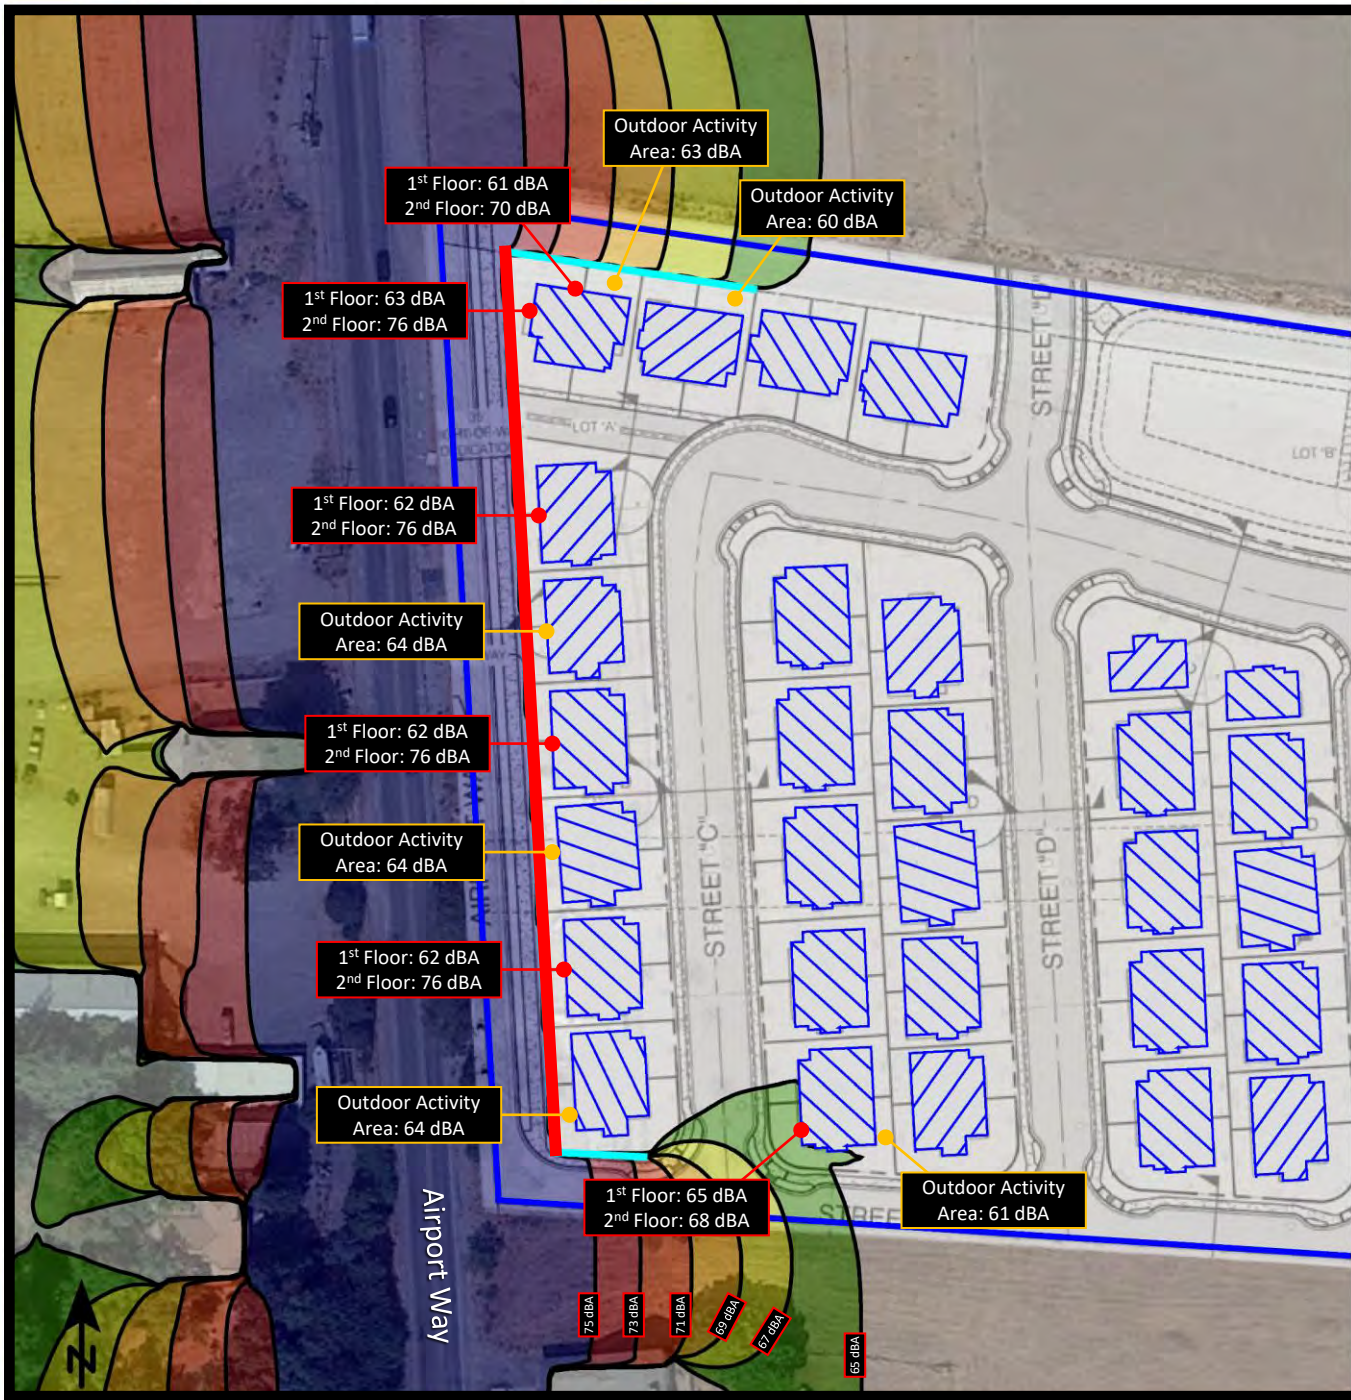 Outdoor Activity
Area: 63 dBA
1st Floor: 61 dBA
2nd Floor: 70 dBA
Outdoor Activity
Area: 60 dBA
1st Floor: 63 dBA
2nd Floor: 76 dBA
STREET "D"
LOT 'A'
LOT 'B'
1st Floor: 62 dBA
2nd Floor: 76 dBA
Outdoor Activity
Area: 64 dBA
1st Floor: 62 dBA
2nd Floor: 76 dBA
Outdoor Activity
Area: 64 dBA
STREET "C"
STREET "D"
1st Floor: 62 dBA
2nd Floor: 76 dBA
Outdoor Activity
Area: 64 dBA
1st Floor: 65 dBA
2nd Floor: 68 dBA
Outdoor Activity
Area: 61 dBA
STREET
Airport Way
75 dBA
73 dBA
71 dBA
69 dBA
67 dBA
65 dBA
N